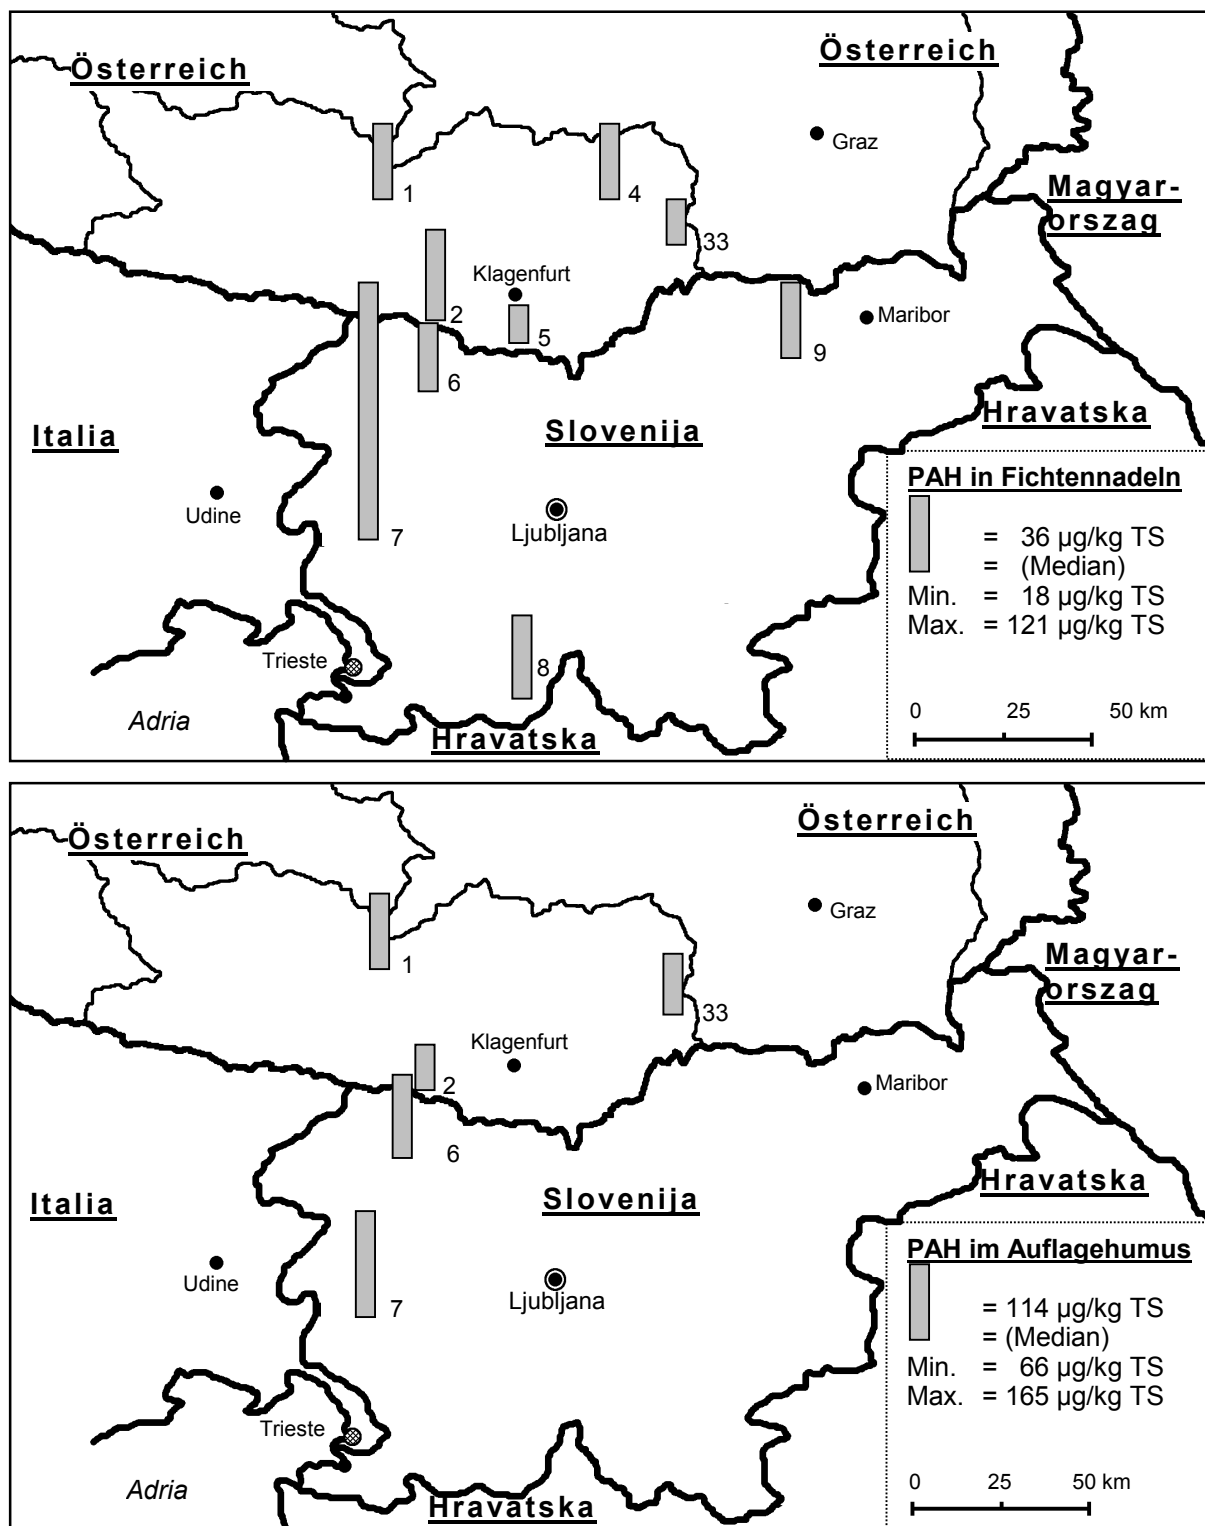 Österreich
Österreich
Graz
Magyar-
orszag
1
4
33
Klagenfurt
2
5
Maribor
9
6
Hravatska
Italia
Slovenija
Udine
7
Ljubljana
Trieste
8
Adria
Hravatska
PAH in Fichtennadeln
= 36 µg/kg TS
= (Median)
Min. = 18 µg/kg TS
Max. = 121 µg/kg TS
0 25 50 km
Österreich
Österreich
Graz
Magyar-
orszag
1
33
Klagenfurt
2
Maribor
6
Hravatska
Italia
Slovenija
Udine
7
Ljubljana
Trieste
Adria
Hravatska
PAH im Auflagehumus
= 114 µg/kg TS
= (Median)
Min. = 66 µg/kg TS
Max. = 165 µg/kg TS
0 25 50 km